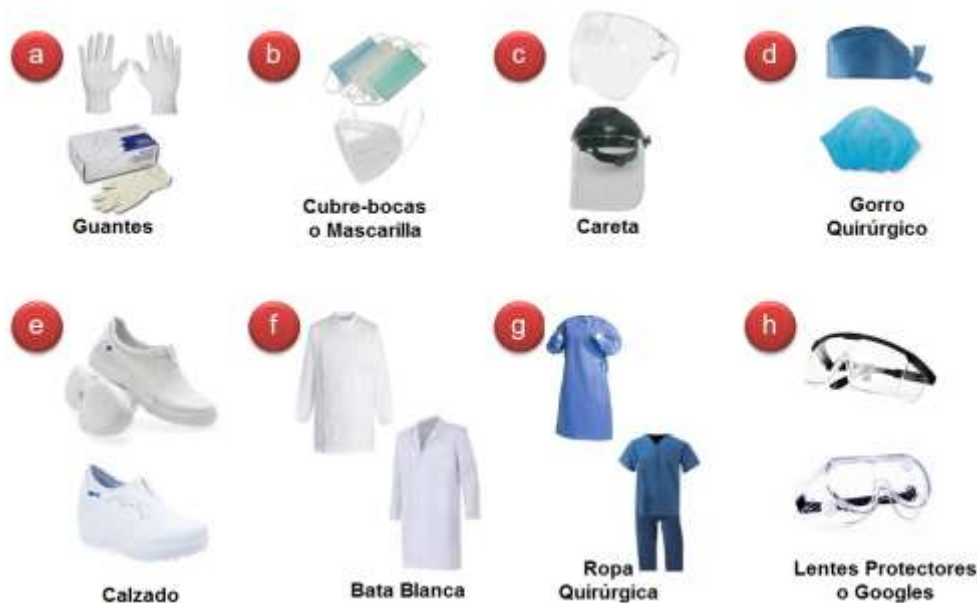 a
b
c
d
Guantes
Cubre-bocas
o Mascarilla
Careta
Gorro
Quirúrgico
e
f
g
h
Calzado
Bata Blanca
Ropa
Quirúrgica
Lentes Protectores
o Googles